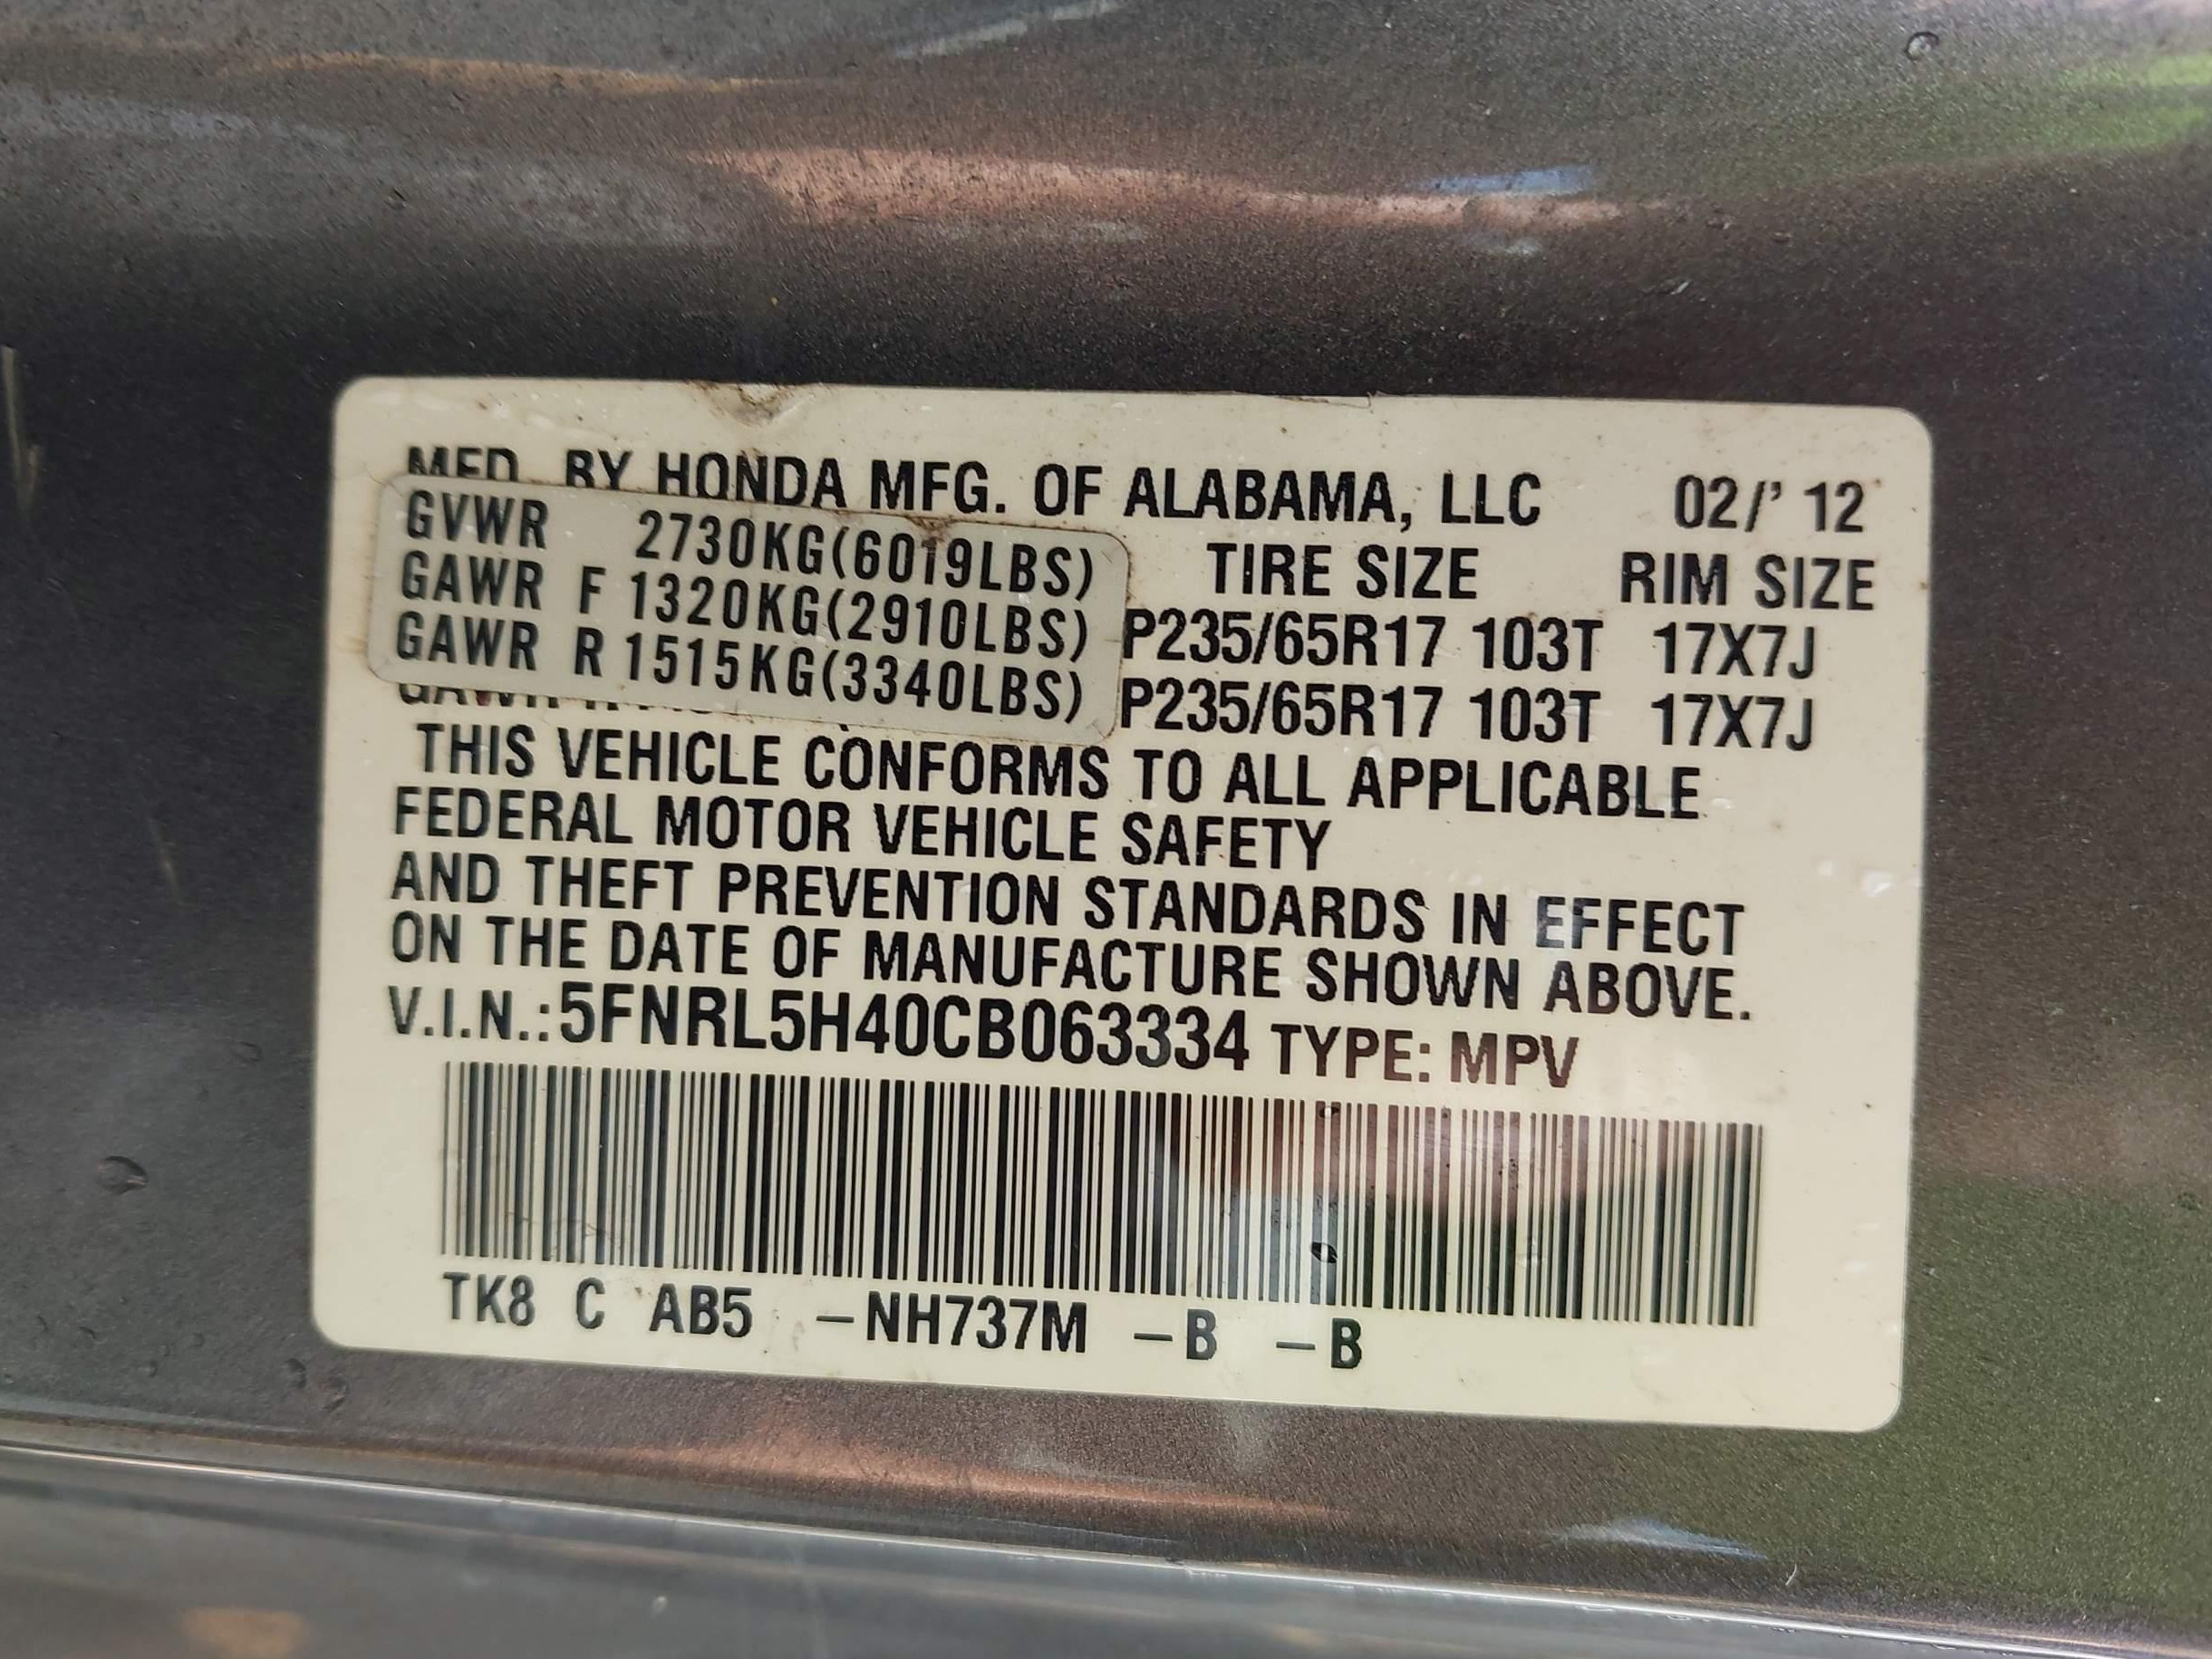 MFD. BY HONDA MFG. OF ALABAMA, LLC 02/' 12
GVWR 2730KG(6019LBS) TIRE SIZE RIM SIZE
GAWR F 1320KG(2910LBS) P235/65R17 103T 17X7J
GAWR R 1515KG(3340LBS) P235/65R17 103T 17X7J
THIS VEHICLE CONFORMS TO ALL APPLICABLE
FEDERAL MOTOR VEHICLE SAFETY
AND THEFT PREVENTION STANDARDS IN EFFECT
ON THE DATE OF MANUFACTURE SHOWN ABOVE.
V.I.N.:5FNRL5H40CB063334 TYPE: MPV
TK8 C AB5 -NH737M -B -B